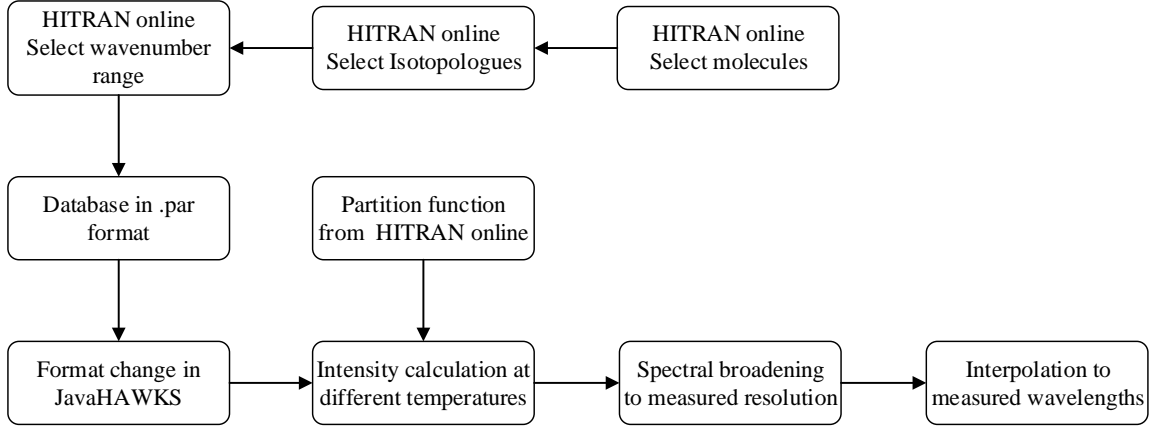 HITRAN online
Select wavenumber
range
HITRAN online
Select Isotopologues
HITRAN online
Select molecules
Database in .par
format
Partition function
from HITRAN online
Format change in
JavaHAWKS
Intensity calculation at
different temperatures
Spectral broadening
to measured resolution
Interpolation to
measured wavelengths